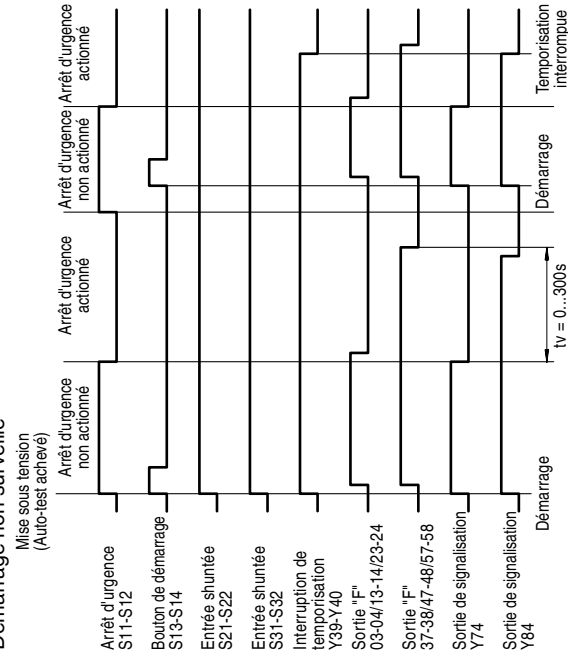 Démarrage non surveillé
Mise sous tension
(Auto-test achevé)
Arrêt d'urgence
non actionné
Arrêt d'urgence
actionné
Arrêt d'urgence
non actionné
Arrêt d'urgence
actionné
Arrêt d'urgence
S11-S12
Bouton de démarrage
S13-S14
Entrée shuntée
S21-S22
Entrée shuntée
S31-S32
Interruption de
temporisation
Y39-Y40
Sortie "F"
03-04/13-14/23-24
Sortie "F"
37-38/47-48/57-58
Sortie de signalisation
Y74
Sortie de signalisation
Y84
Démarrage
tv = 0...300s
Démarrage
Temporisation
interrompue